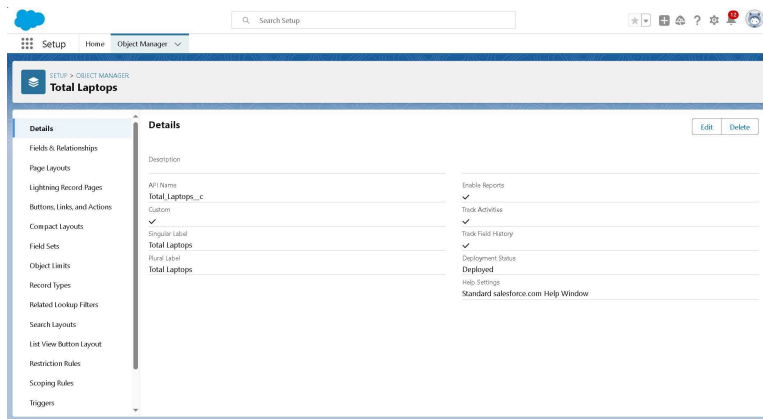 Search Setup
12
Setup
Home
Object Manager
SETUP > OBJECT MANAGER
Total Laptops
Details
Fields & Relationships
Page Layouts
Lightning Record Pages
Buttons, Links, and Actions
Compact Layouts
Field Sets
Object Limits
Record Types
Related Lookup Filters
Search Layouts
List View Button Layout
Restriction Rules
Scoping Rules
Triggers
Details
Edit
Delete
Description
API Name
Total_Laptops__c
Custom
Singular Label
Total Laptops
Plural Label
Total Laptops
Enable Reports
Track Activities
Track Field History
Deployment Status
Deployed
Help Settings
Standard salesforce.com Help Window